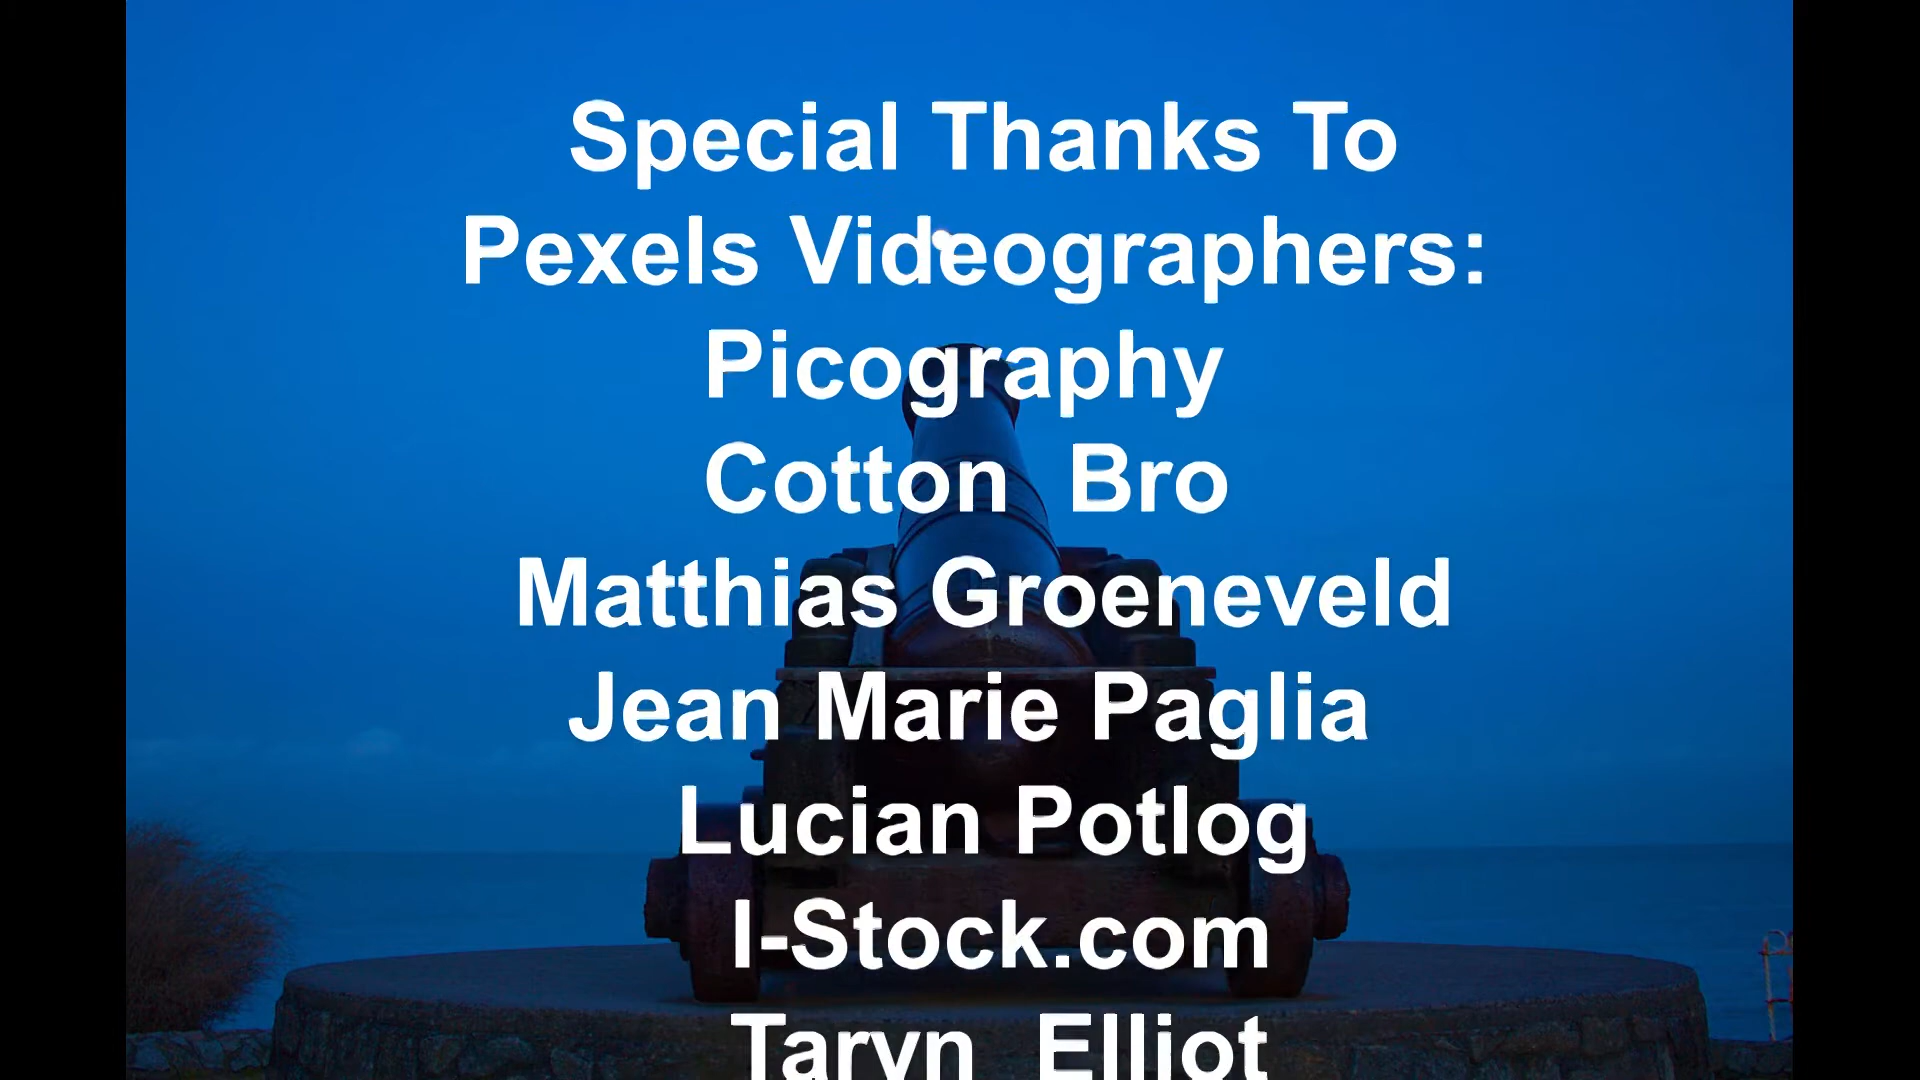 Special Thanks To
Pexels Videographers:
Picography
Cotton Bro
Matthias Groeneveld
Jean Marie Paglia
Lucian Potlog
I-Stock.com
Taryn Elliot